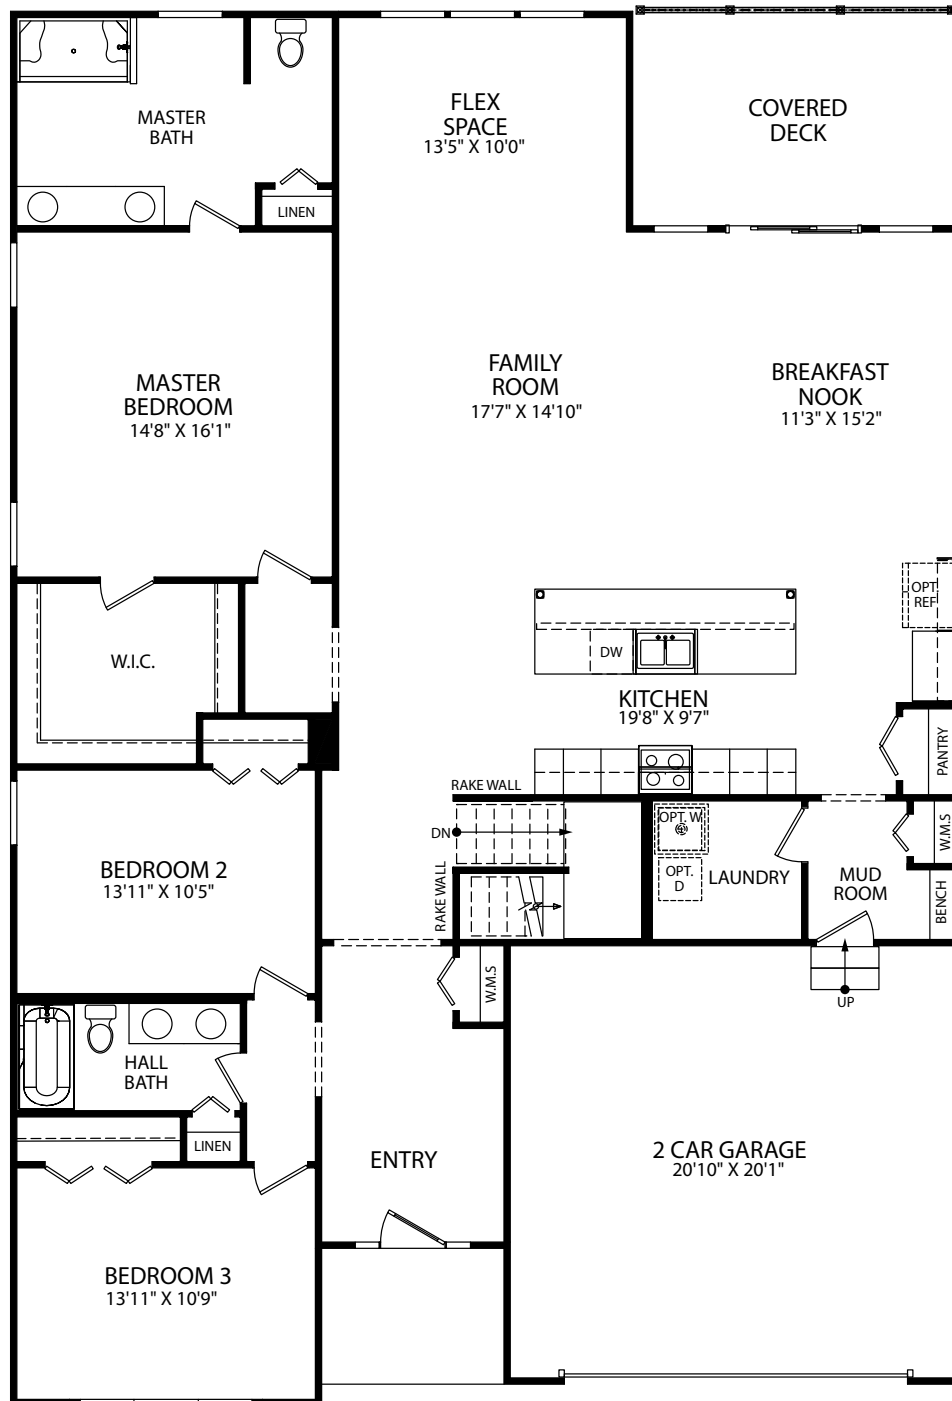 MASTER
BATH
LINEN
FLEX
SPACE
13'5" X 10'0"
COVERED
DECK
MASTER
BEDROOM
14'8" X 16'1"
FAMILY
ROOM
17'7" X 14'10"
BREAKFAST
NOOK
11'3" X 15'2"
OPT.
REF
W.I.C.
DW
KITCHEN
19'8" X 9'7"
PANTRY
RAKE WALL
DN
RAKE WALL
OPT. W
OPT.
D
LAUNDRY
MUD
ROOM
W.M.S
BENCH
BEDROOM 2
13'11" X 10'5"
W.M.S
UP
HALL
BATH
LINEN
ENTRY
2 CAR GARAGE
20'10" X 20'1"
BEDROOM 3
13'11" X 10'9"